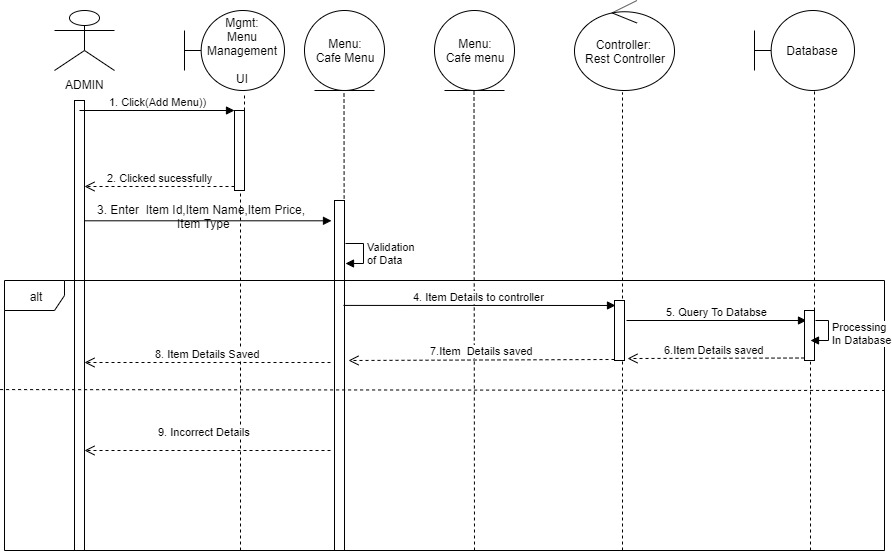 Mgmt:
Menu
Management
UI
Menu:
Cafe Menu
Menu:
Cafe menu
Controller:
Rest Controller
Database
ADMIN
1. Click(Add Menu))
2. Clicked sucessfully
3. Enter Item Id,Item Name,Item Price,
Item Type
Validation
of Data
alt
4. Item Details to controller
5. Query To Databse
Processing
In Database
6.Item Details saved
7.Item Details saved
8. Item Details Saved
9. Incorrect Details